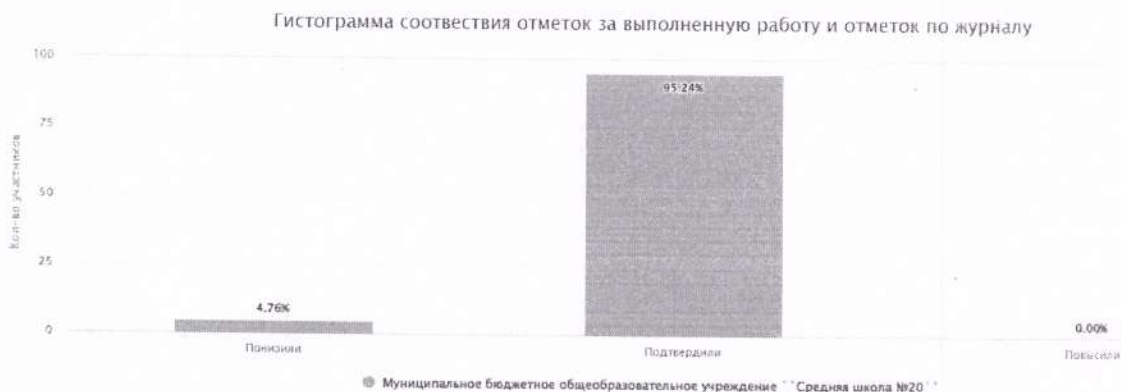 Гистограмма соотвествия отметок за выполненную работу и отметок по журналу
Кол-во участников
100
75
50
25
0
4.76%
95.24%
0.00%
Понизили
Подтвердили
Повысили
Муниципальное бюджетное общеобразовательное учреждение ``Средняя школа №20``